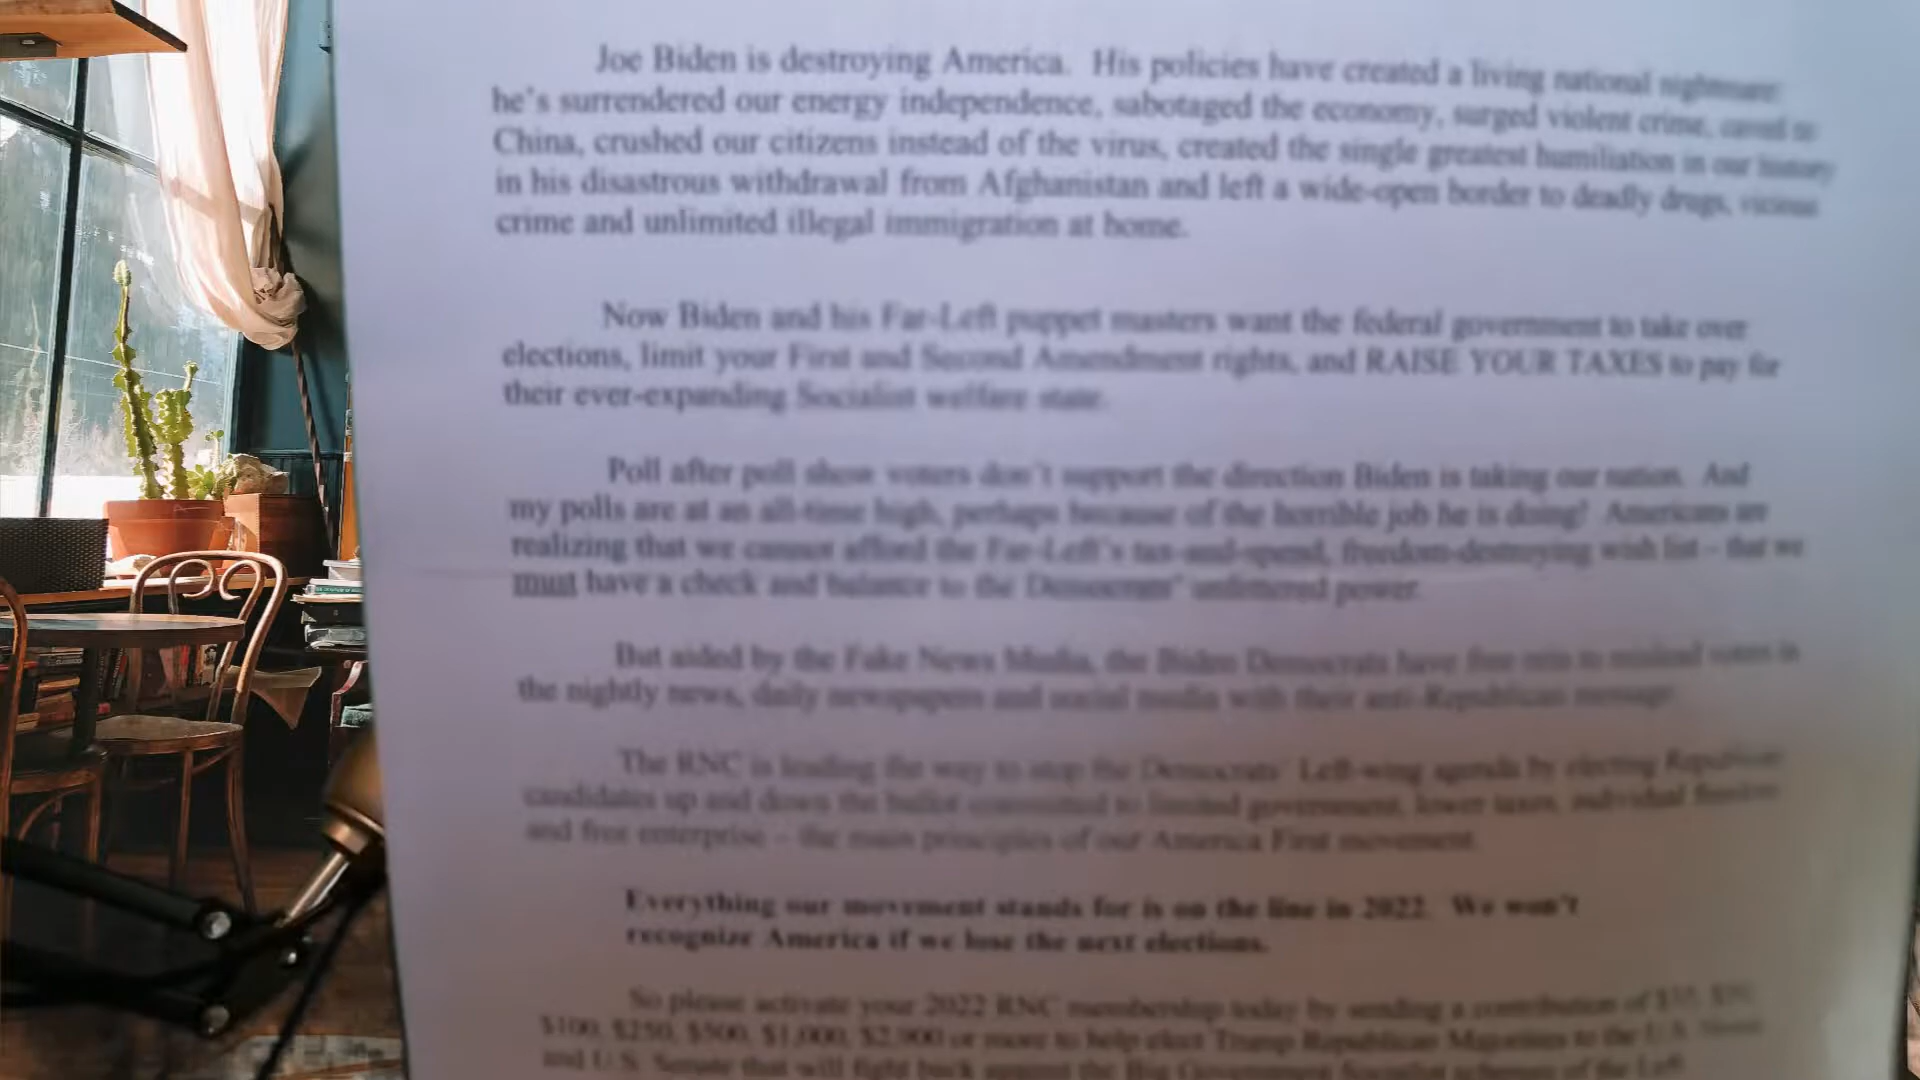 Joe Biden is destroying America. His policies have created a living national nightmare:
he's surrendered our energy independence, sabotaged the economy, surged violent crime, caved to
China, crushed our citizens instead of the virus, created the single greatest humiliation in our history
in his disastrous withdrawal from Afghanistan and left a wide-open border to deadly drugs, vicious
crime and unlimited illegal immigration at home.
Now Biden and his Far-Left puppet masters want the federal government to take over
elections, limit your First and Second Amendment rights, and RAISE YOUR TAXES to pay for
their ever-expanding Socialist welfare state.
Poll after poll show voters don't support the direction Biden is taking our nation. And
my polls are at an all-time high, perhaps because of the horrible job he is doing! Americans are
realizing that we cannot afford the Far-Left's tax-and-spend, freedom-destroying wish list – that we
must have a check and balance to the Democrats' unfettered power.
But aided by the Fake News Media, the Biden Democrats have free rein to mislead voters in
the nightly news, daily newspapers and social media with their anti-Republican message.
The RNC is leading the way to stop the Democrats' Left-wing agenda by electing Republican
candidates up and down the ballot committed to limited government, lower taxes, individual freedom
and free enterprise – the main principles of our America First movement.
Everything our movement stands for is on the line in 2022. We won't
recognize America if we lose the next elections.
So please activate your 2022 RNC membership today by sending a contribution of
$100, $250, $500, $1,000, $2,900 or more to help elect Trump Republican Majorities to the U.S. House
and U.S. Senate that will fight back against the Big Government Socialist schemes of the Left.